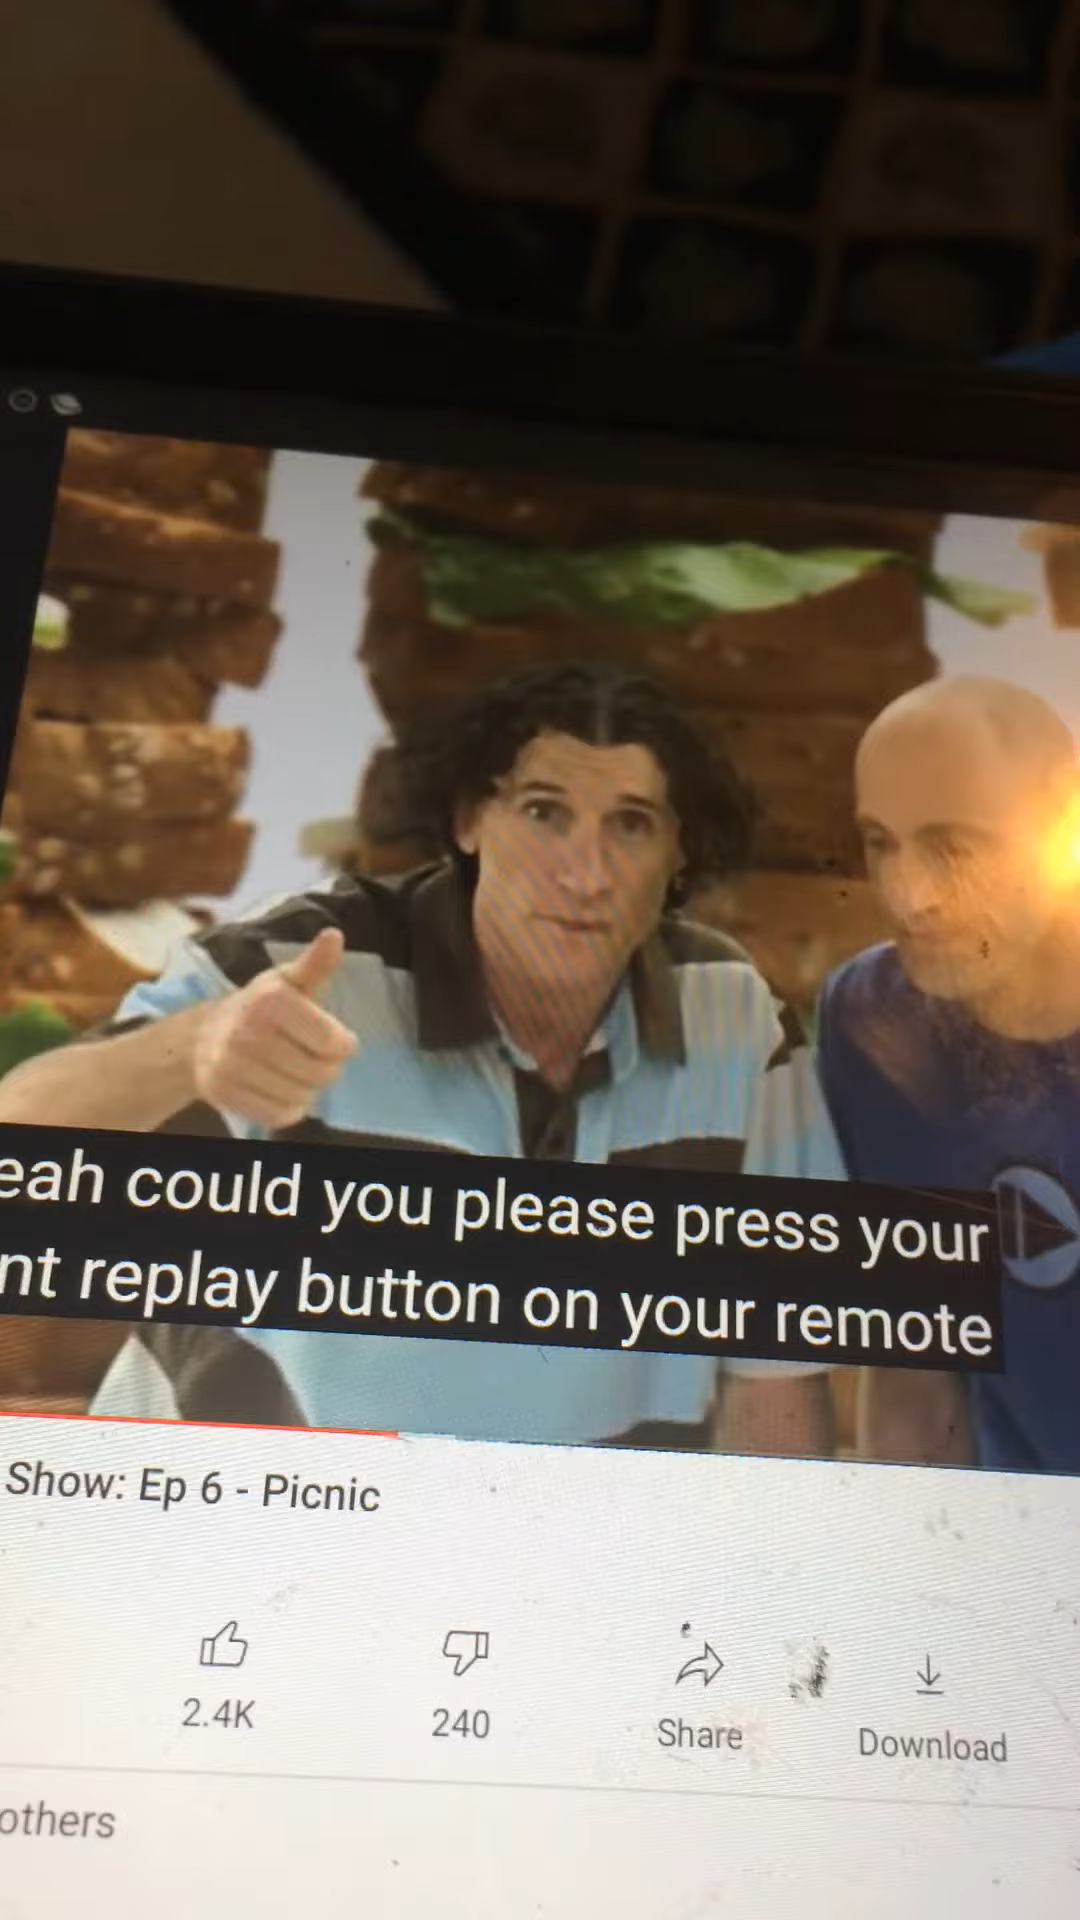 eah could you please press your
nt replay button on your remote
Show: Ep 6 - Picnic
2.4K
240
Share
Download
others